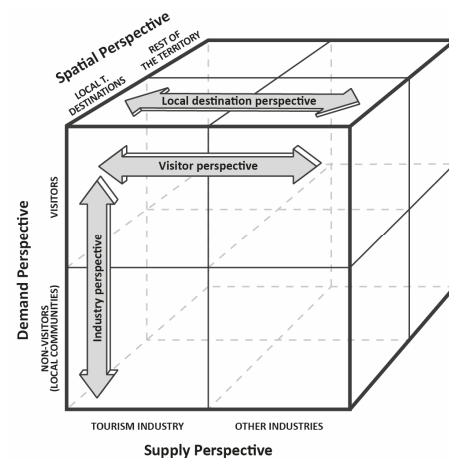 Spatial Perspective
LOCAL T.
DESTINATIONS
REST OF
THE TERRITORY
Local destination perspective
Visitor perspective
Industry perspective
Demand Perspective
VISITORS
NON-VISITORS
(LOCAL COMMUNITIES)
TOURISM INDUSTRY
OTHER INDUSTRIES
Supply Perspective